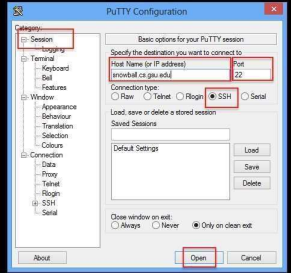 PuTTY Configuration
Category:
Session
Logging
Terminal
Keyboard
Bell
Features
Window
Appearance
Behaviour
Translation
Selection
Colours
Connection
Data
Proxy
Telnet
Rlogin
SSH
Serial
Basic options for your PuTTY session
Specify the destination you want to connect to
Host Name (or IP address) Port
snowball.cs.gsu.edu 22
Connection type:
Raw Telnet Rlogin SSH Serial
Load, save or delete a stored session
Saved Sessions
Default Settings
Load
Save
Delete
Close window on exit:
Always Never Only on clean exit
About Open Cancel